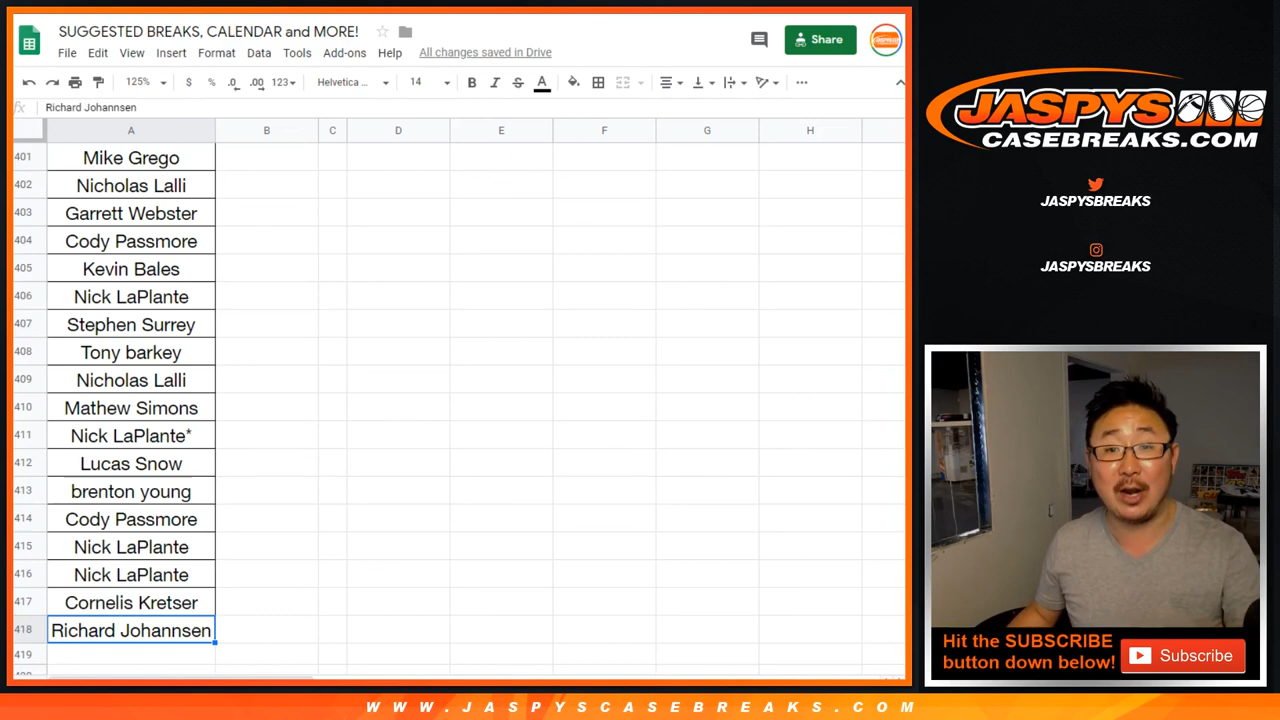 SUGGESTED BREAKS, CALENDAR and MORE!
File Edit View Insert Format Data Tools Add-ons Help All changes saved in Drive
Share
125% $ % .0 .00 123 Helvetica ... 14 B I S A
fx Richard Johannsen
A B C D E F G H
401 Mike Grego
402 Nicholas Lalli
403 Garrett Webster
404 Cody Passmore
405 Kevin Bales
406 Nick LaPlante
407 Stephen Surrey
408 Tony barkey
409 Nicholas Lalli
410 Mathew Simons
411 Nick LaPlante*
412 Lucas Snow
413 brenton young
414 Cody Passmore
415 Nick LaPlante
416 Nick LaPlante
417 Cornelis Kretser
418 Richard Johannsen
419
JASPYS
CASEBREAKS.COM
JASPYSBREAKS
JASPYSBREAKS
Hit the SUBSCRIBE
button down below!
Subscribe
WWW.JASPYSCASEBREAKS.COM